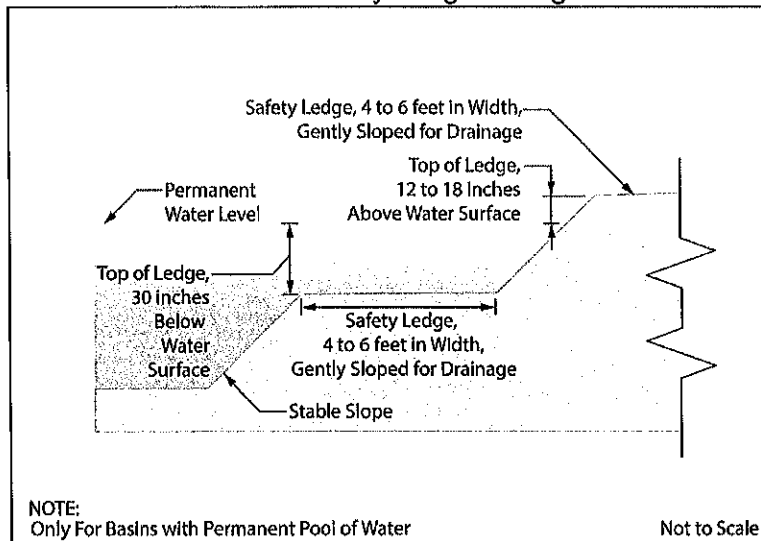 Safety Ledge, 4 to 6 feet in Width,
Gently Sloped for Drainage
Top of Ledge,
12 to 18 Inches
Above Water Surface
Permanent
Water Level
Top of Ledge,
30 Inches
Below
Water
Surface
Safety Ledge,
4 to 6 feet in Width,
Gently Sloped for Drainage
Stable Slope
NOTE:
Only For Basins with Permanent Pool of Water
Not to Scale